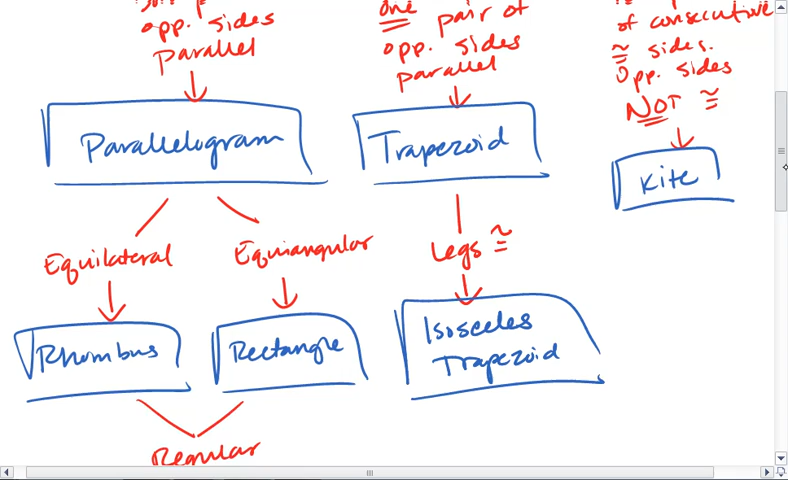 opp. sides
parallel
one pair of
opp. sides
parallel
of consecutive
≅ sides.
Opp. sides
NOT ≅
Parallelogram
Trapezoid
Kite
Equilateral
Equiangular
Legs ≅
Rhombus
Rectangle
Isosceles
Trapezoid
Regular